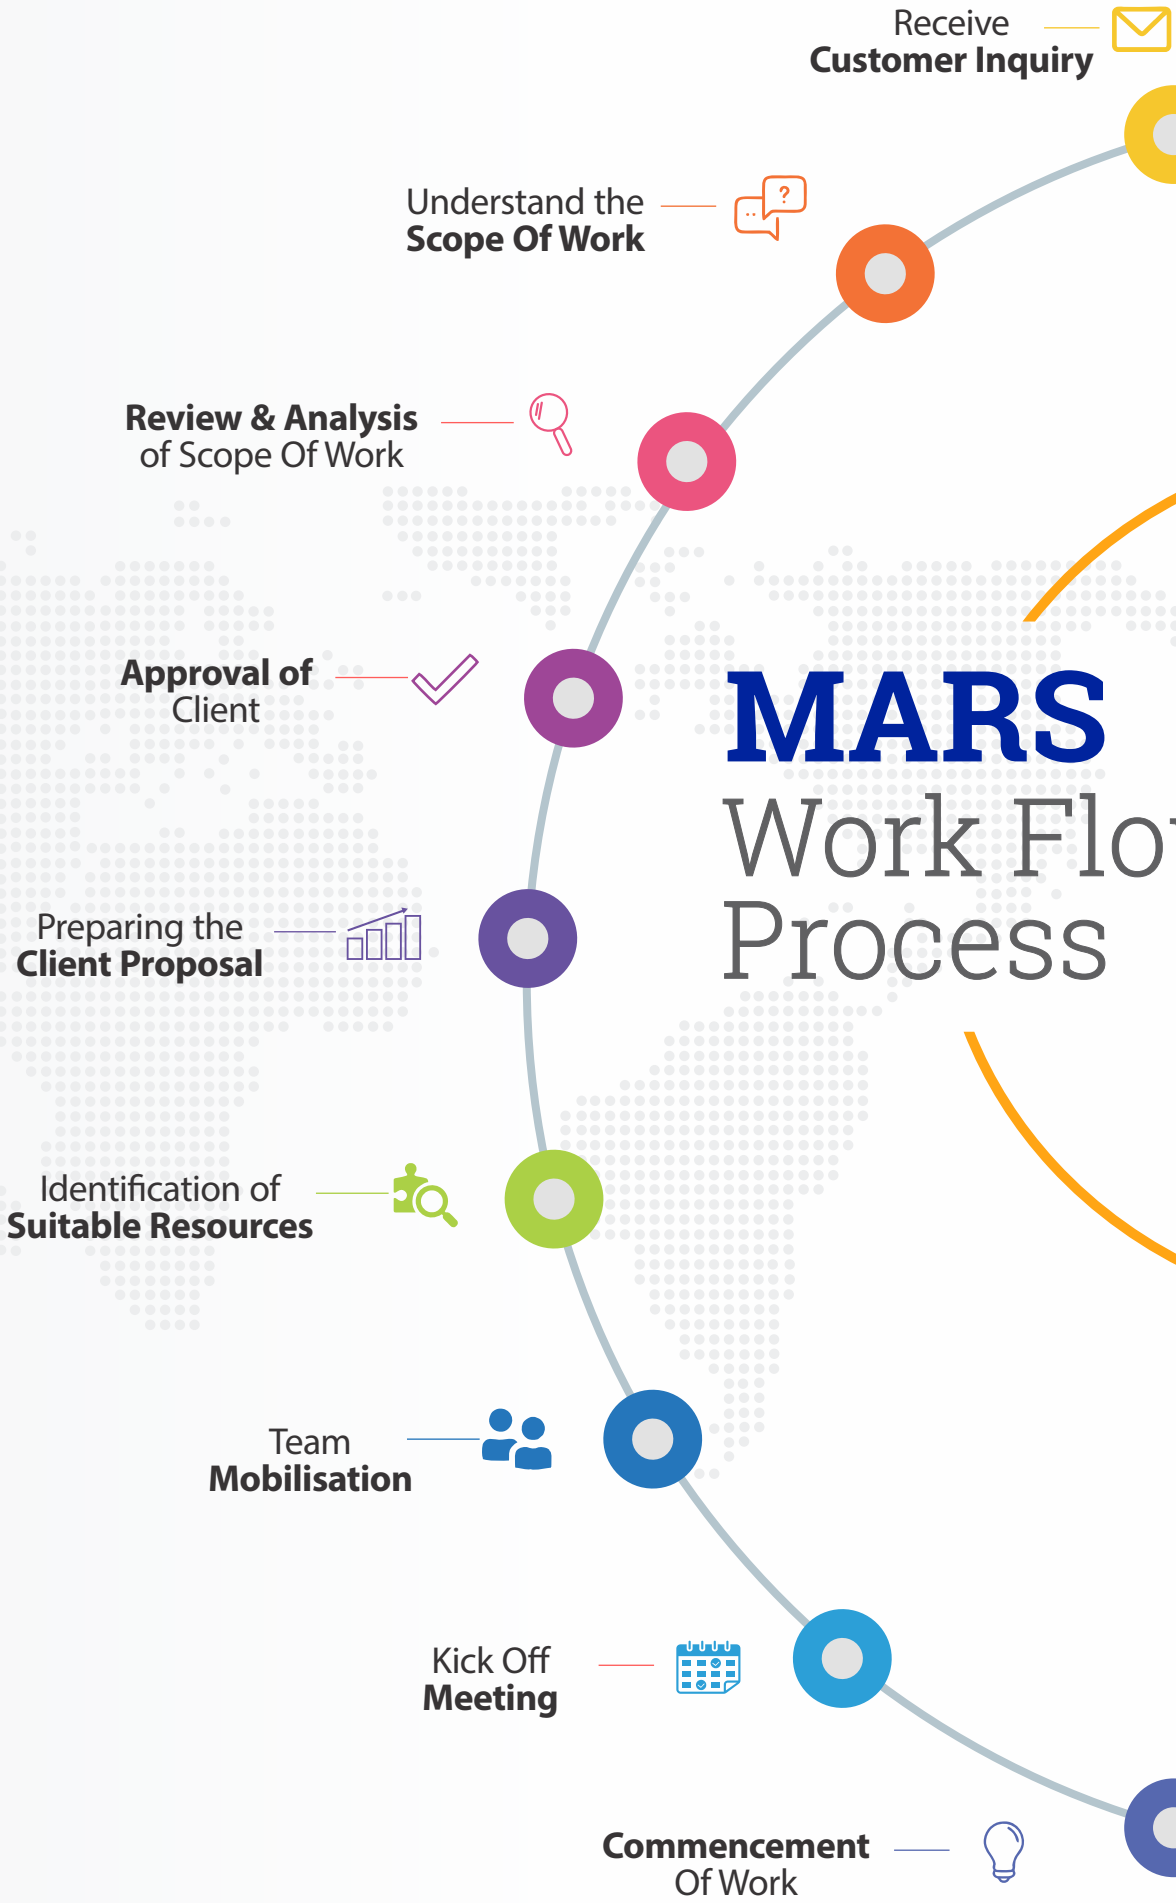 Receive
Customer Inquiry
Understand the
Scope Of Work
Review & Analysis
of Scope Of Work
Approval of
Client
MARS
Work
Process
Preparing the
Client Proposal
Identification of
Suitable Resources
Team
Mobilisation
Kick Off
Meeting
Commencement
Of Work